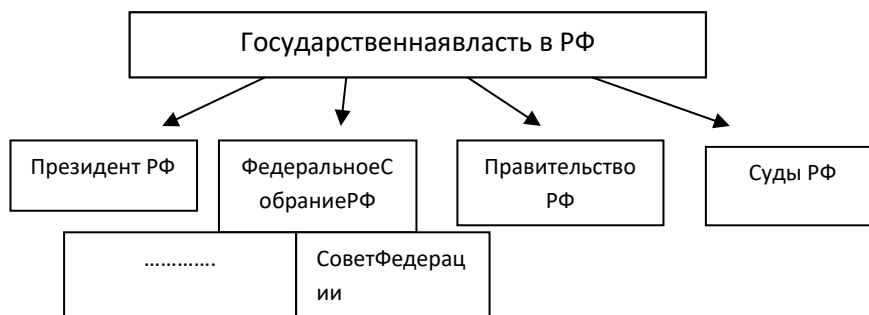 Государственнаявласть в РФ
Президент РФ
ФедеральноеС
обраниеРФ
Правительство
РФ
Суды РФ
.............
СоветФедерац
ии